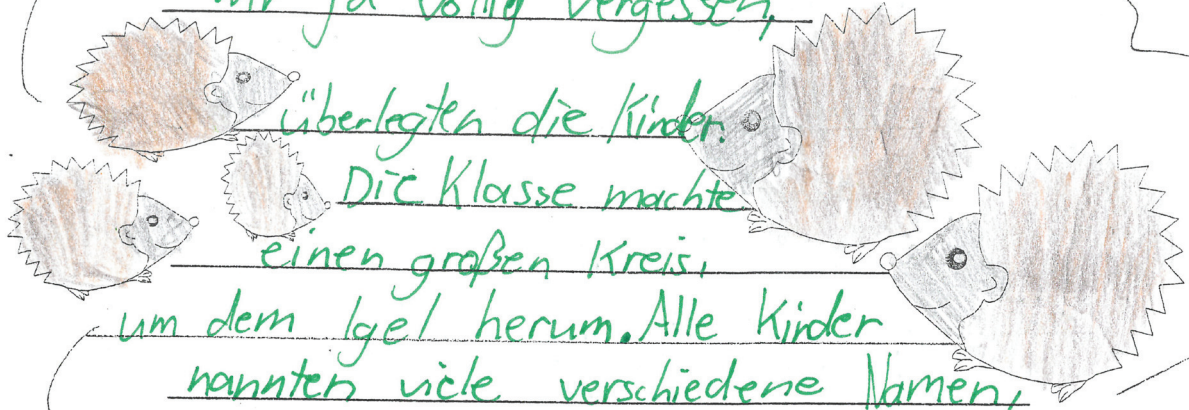 wir ja völlig vergessen,
überlegten die Kinder.
Die Klasse machte
einen großen Kreis,
um dem Igel herum. Alle Kinder
nannten viele verschiedene Namen,